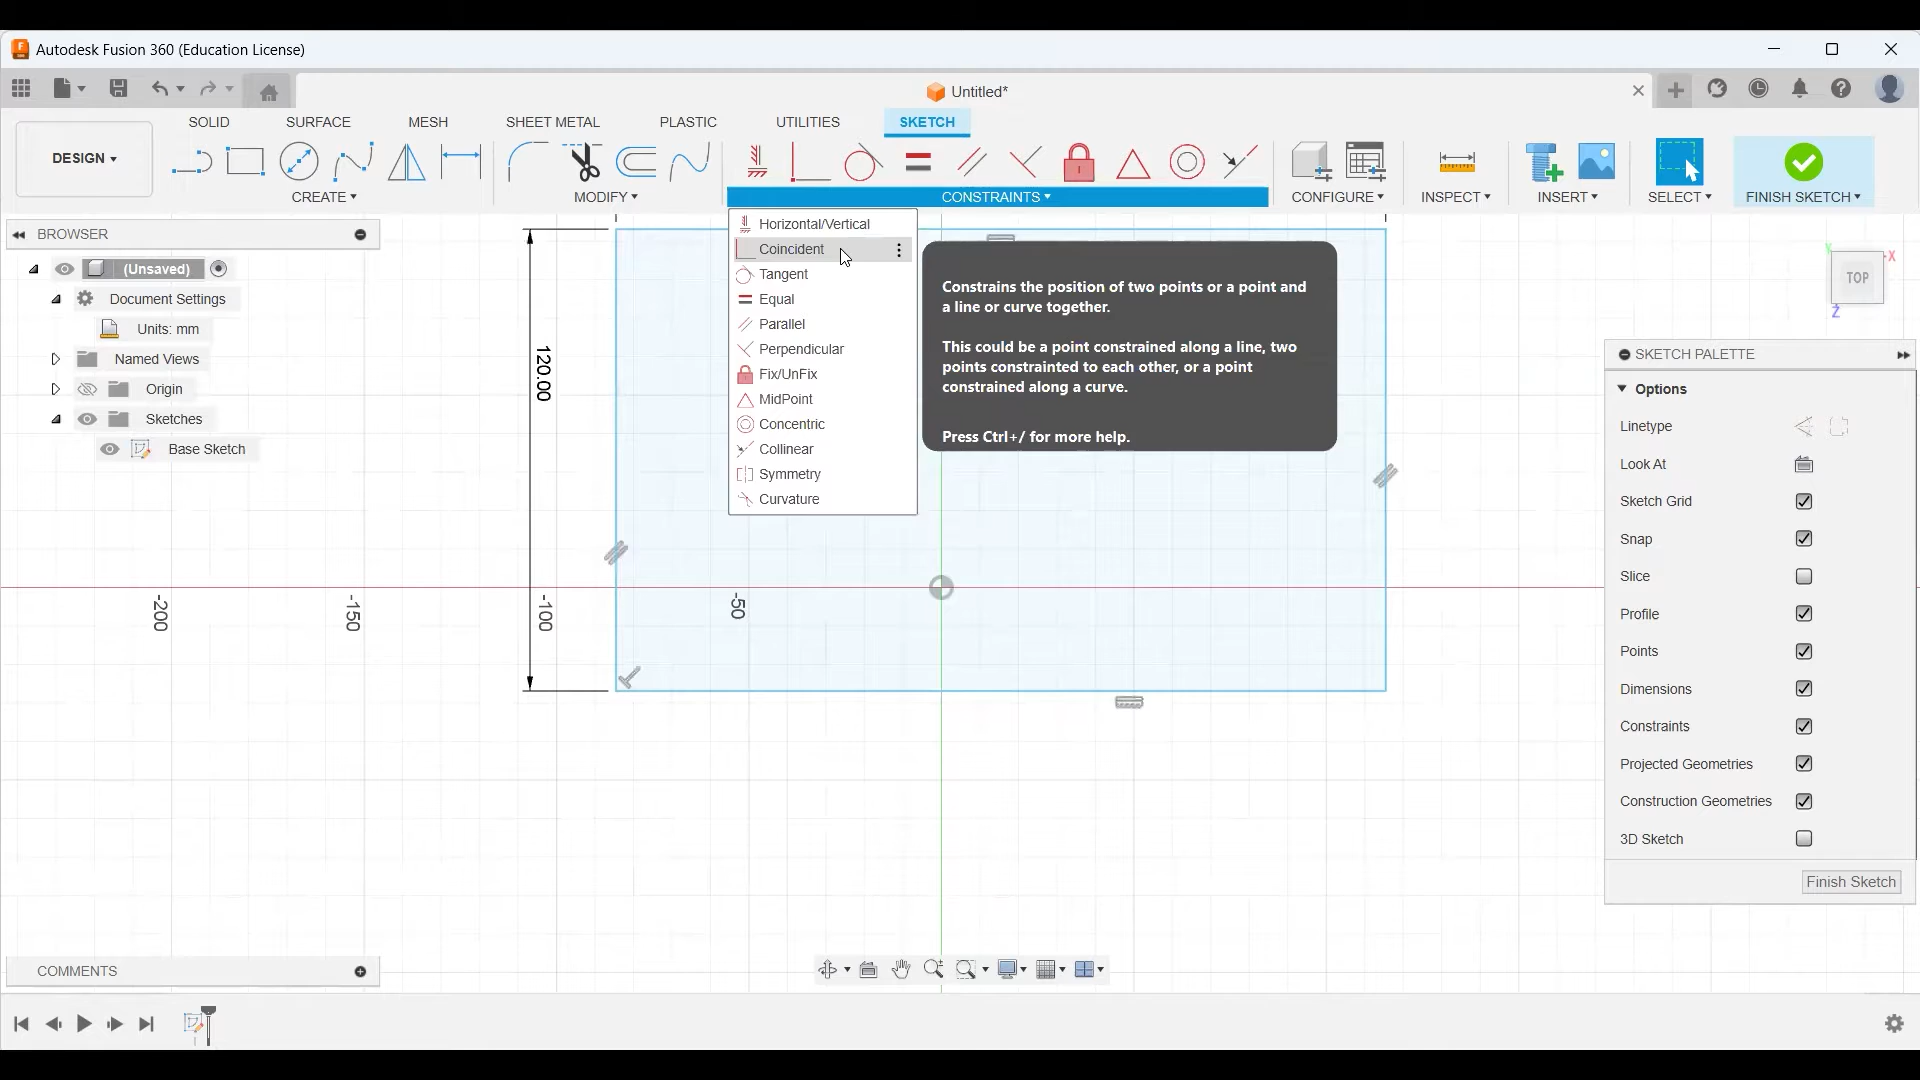 Autodesk Fusion 360 (Education License)
Untitled*
SOLID
SURFACE
MESH
SHEET METAL
PLASTIC
UTILITIES
SKETCH
DESIGN
CREATE
MODIFY
CONSTRAINTS
CONFIGURE
INSPECT
INSERT
SELECT
FINISH SKETCH
BROWSER
(Unsaved)
Document Settings
Units: mm
Named Views
Origin
Sketches
Base Sketch
Horizontal/Vertical
Coincident
Tangent
Equal
Parallel
Perpendicular
Fix/UnFix
MidPoint
Concentric
Collinear
Symmetry
Curvature
Constrains the position of two points or a point and
a line or curve together.
This could be a point constrained along a line, two
points constrainted to each other, or a point
constrained along a curve.
Press Ctrl+/ for more help.
120.00
-200
-150
-100
-50
Y
X
TOP
Z
SKETCH PALETTE
Options
Linetype
Look At
Sketch Grid
Snap
Slice
Profile
Points
Dimensions
Constraints
Projected Geometries
Construction Geometries
3D Sketch
Finish Sketch
COMMENTS